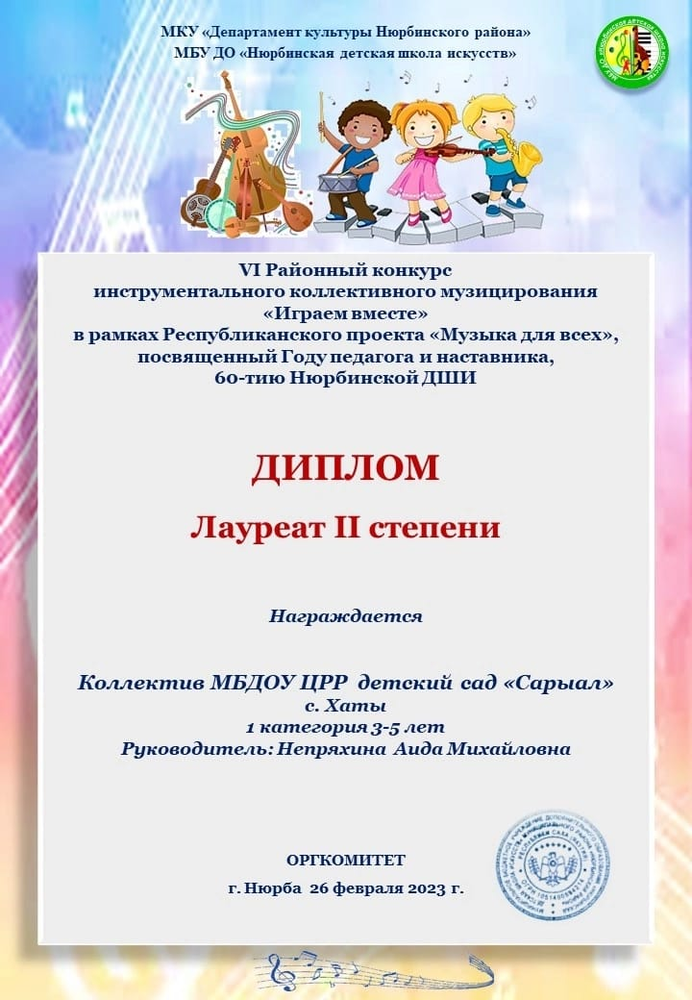 МКУ «Департамент культуры Нюрбинского района»
МБУ ДО «Нюрбинская детская школа искусств»
VI Районный конкурс
инструментального коллективного музицирования
«Играем вместе»
в рамках Республиканского проекта «Музыка для всех»,
посвященный Году педагога и наставника,
60-тию Нюрбинской ДШИ
ДИПЛОМ
Лауреат II степени
Награждается
Коллектив МБДОУ ЦРР детский сад «Сарыал»
с. Хаты
1 категория 3-5 лет
Руководитель: Непряхина Аида Михайловна
ОРГКОМИТЕТ
г. Нюрба 26 февраля 2023 г.